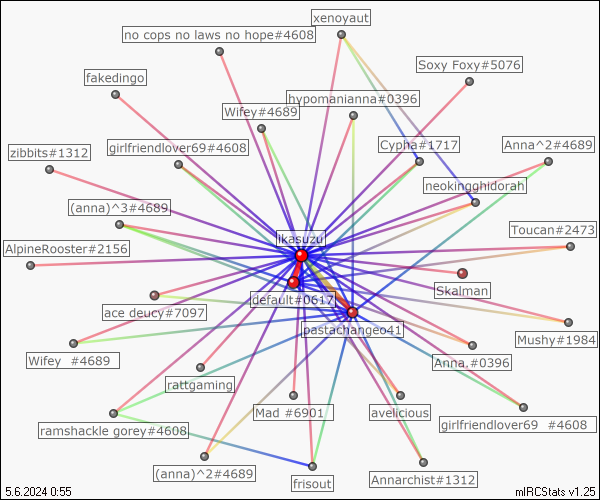 xenoyaut
no cops no laws no hope#4608
Soxy Foxy#5076
fakedingo
hypomanianna#0396
Wifey#4689
Cypha#1717
Anna^2#4689
girlfriendlover69#4608
zibbits#1312
neokingghidorah
(anna)^3#4689
Toucan#2473
ikasuzu
AlpineRooster#2156
Skalman
default#0617
ace deucy#7097
pastachangeo41
Mushy#1984
Wifey #4689
Anna.#0396
rattgaming
Mad #6901
avelicious
girlfriendlover69 #4608
ramshackle gorey#4608
(anna)^2#4689
Annarchist#1312
frisout
5.6.2024 0:55
mIRCStats v1.25